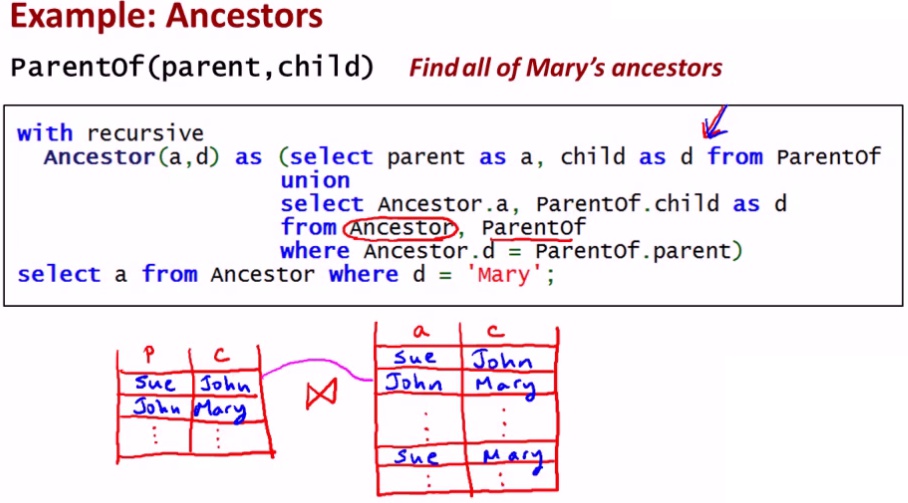 Example: Ancestors
ParentOf(parent,child) Find all of Mary's ancestors
with recursive
Ancestor(a,d) as (select parent as a, child as d from ParentOf
union
select Ancestor.a, ParentOf.child as d
from Ancestor, ParentOf
where Ancestor.d = ParentOf.parent)
select a from Ancestor where d = 'Mary';
P C
Sue John
John Mary
⋮ ⋮
⋈
a c
Sue John
John Mary
⋮ ⋮
Sue Mary
⋮ ⋮